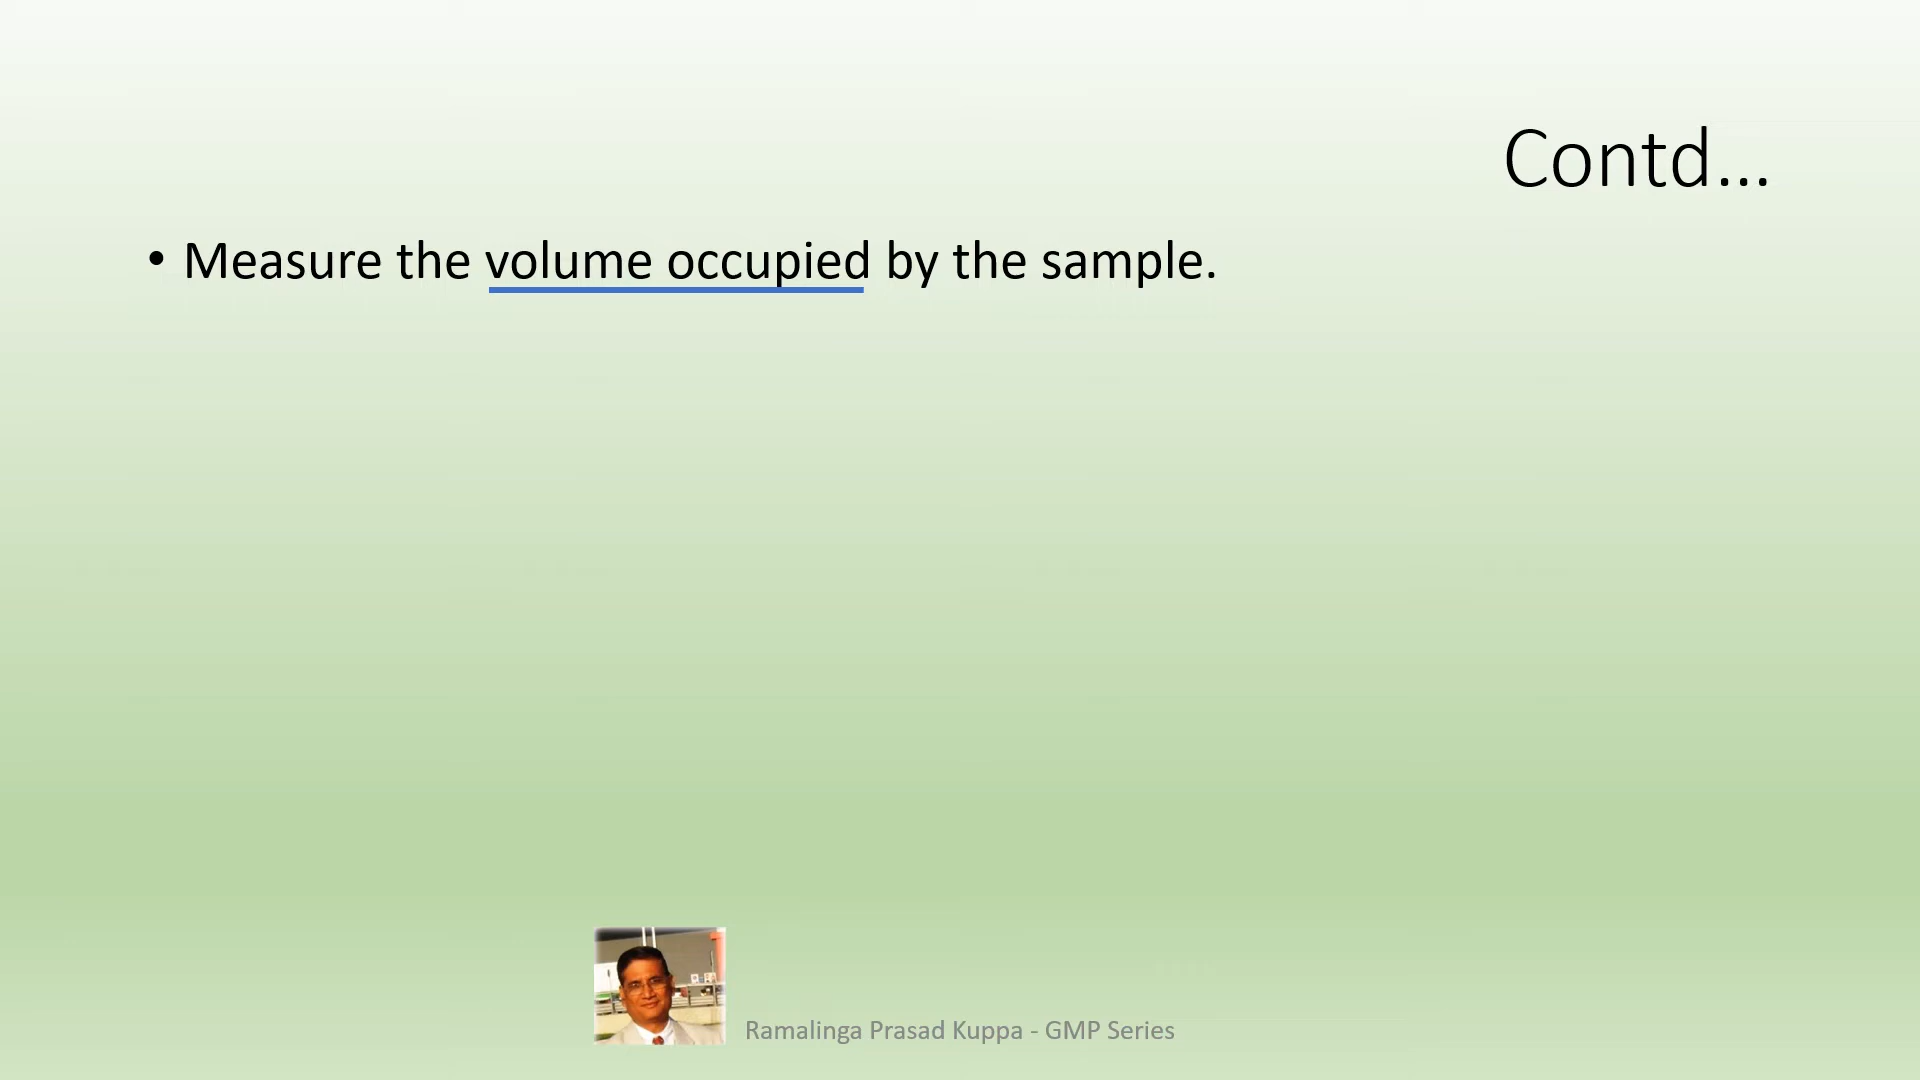 Contd...
• Measure the volume occupied by the sample.
Ramalinga Prasad Kuppa - GMP Series